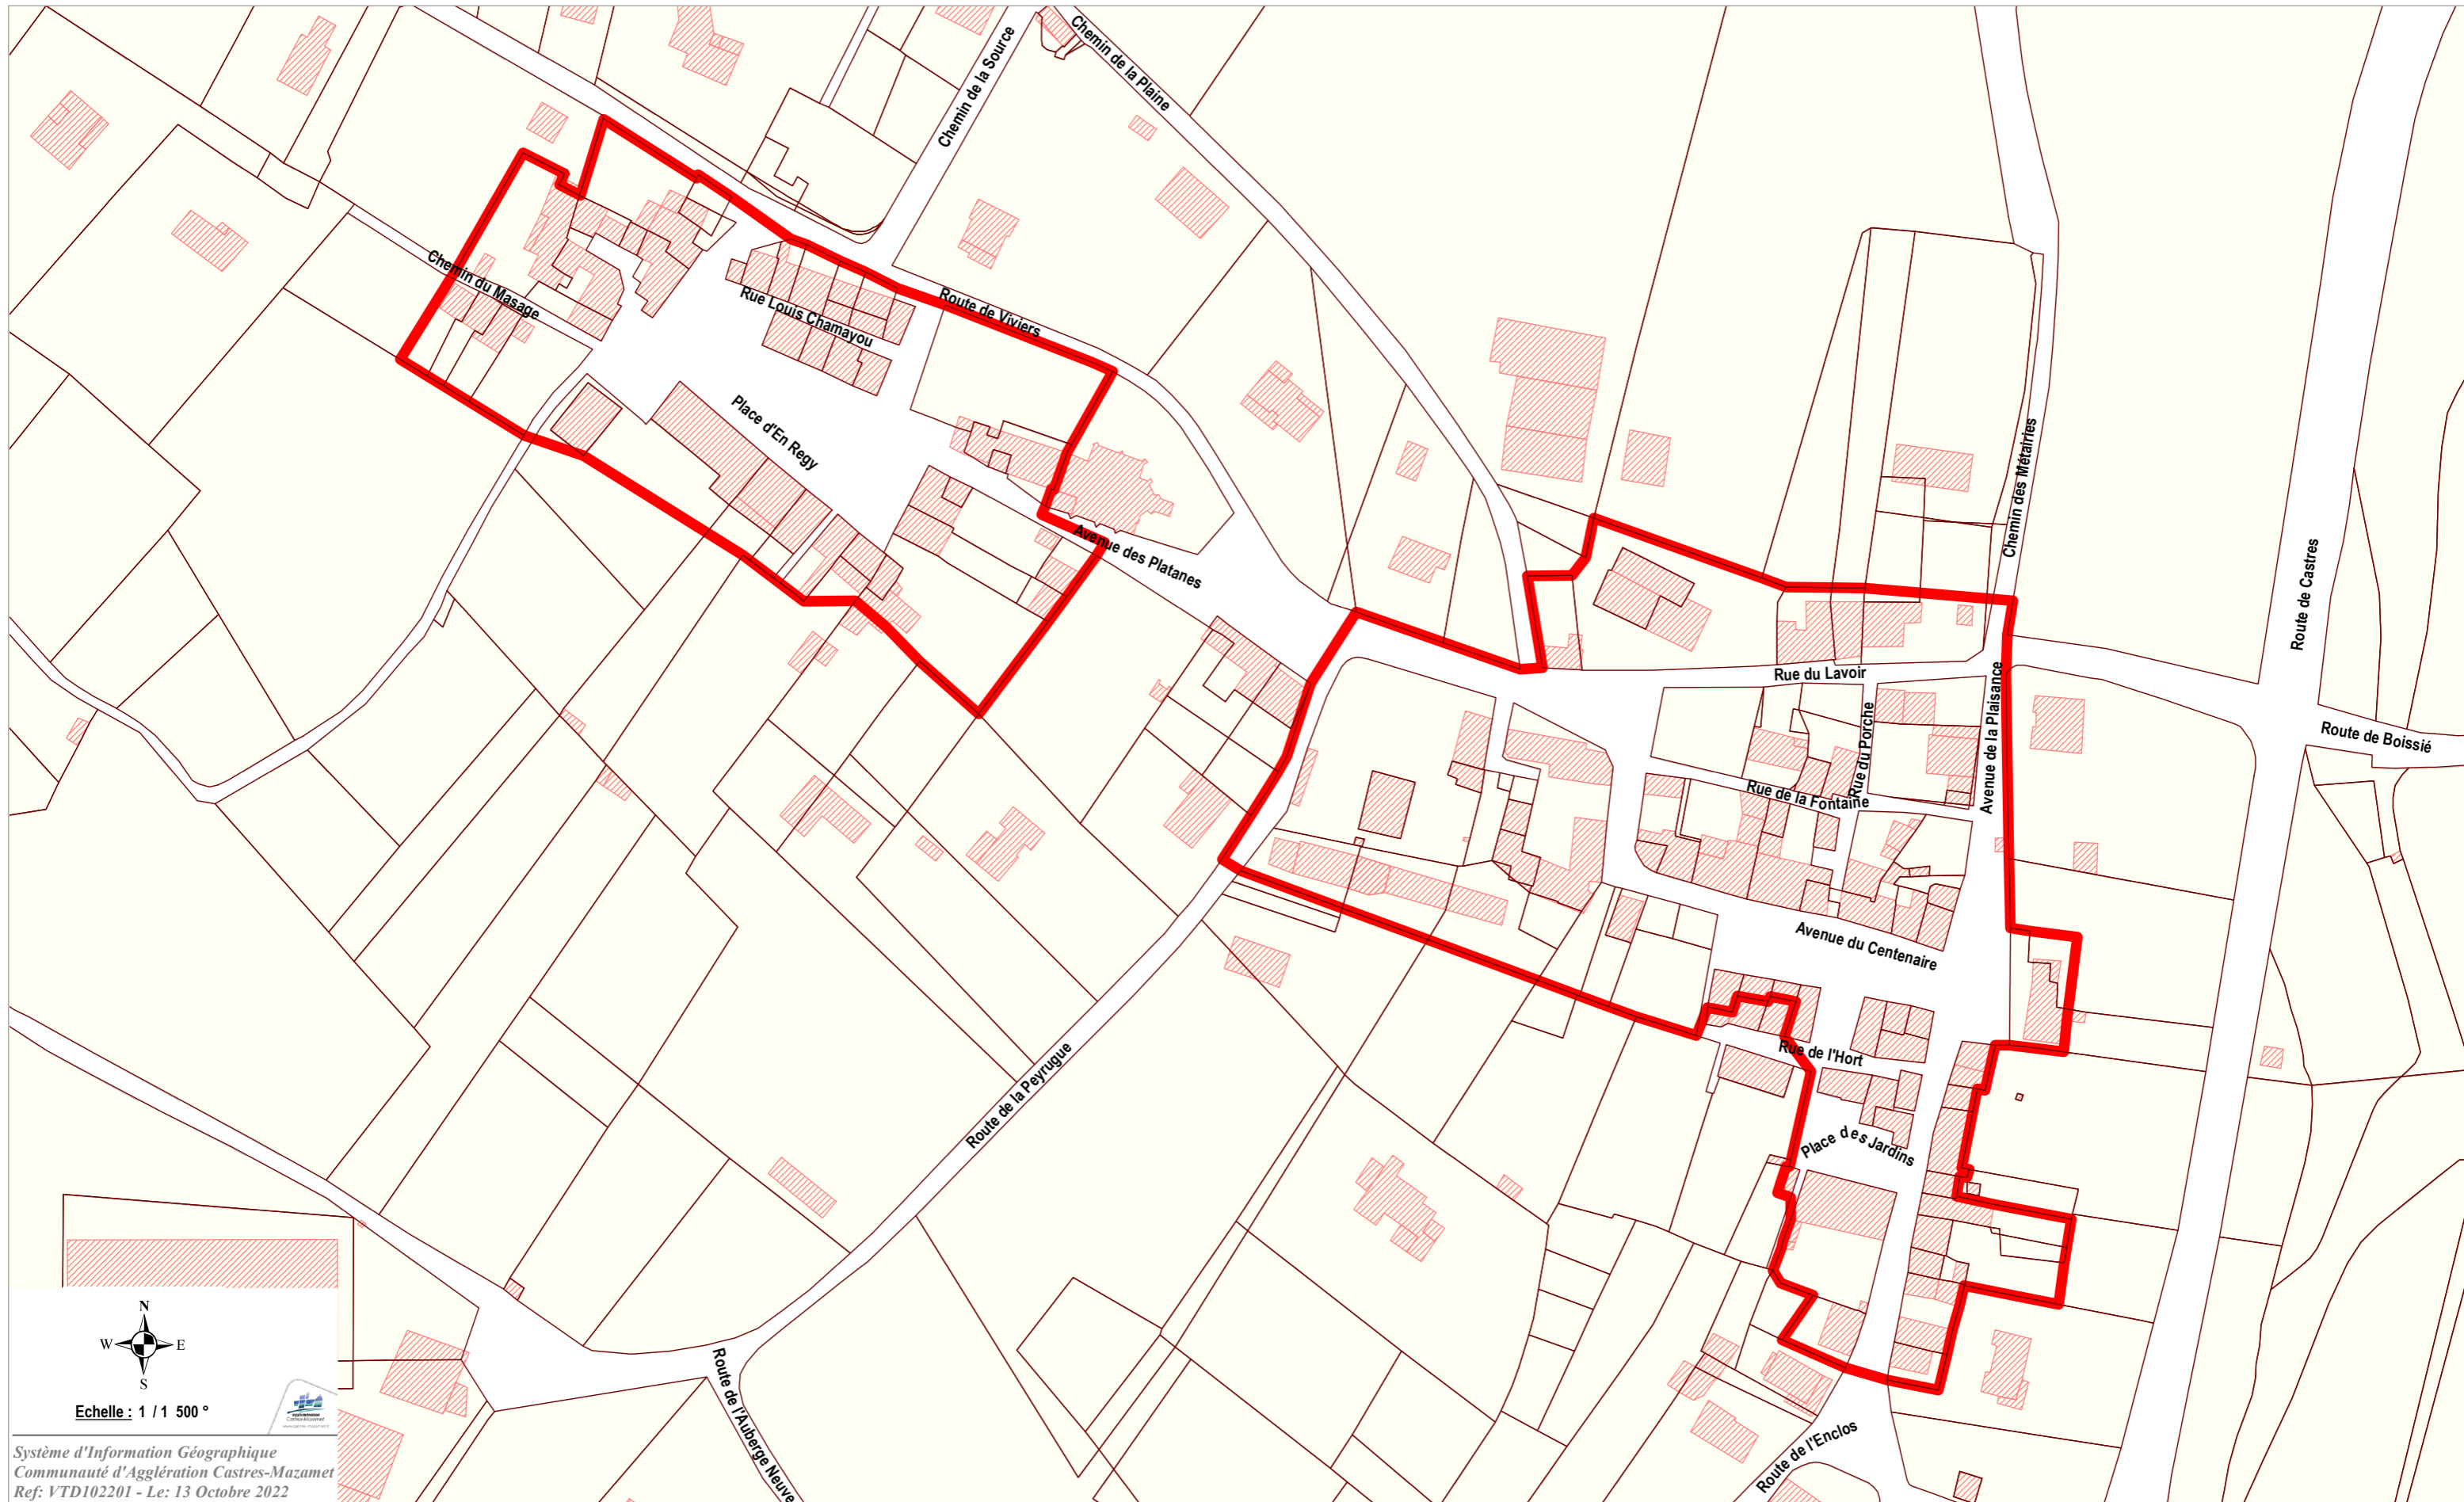 Chemin de la Source
Chemin de la Plaine
Chemin du Masage
Rue Louis Chamayou
Route de Viviers
Place d'En Regy
Avenue des Platanes
Chemin des Métairies
Route de Castres
Rue du Lavoir
Avenue de la Plaisance
Rue du Porche
Route de Boissié
Rue de la Fontaine
Avenue du Centenaire
Rue de l'Hort
Place des Jardins
Route de la Peyrugue
Route de l'Auberge Neuve
Route de l'Enclos
N
W
E
S
Echelle : 1 / 1 500 °
Système d'Information Géographique
Communauté d'Agglération Castres-Mazamet
Ref: VTD102201 - Le: 13 Octobre 2022